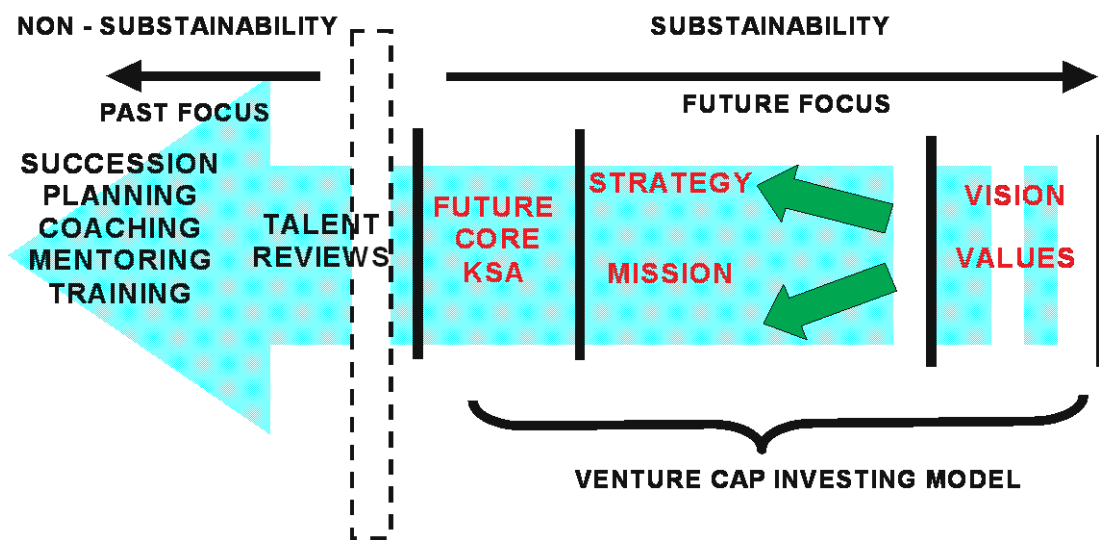 NON - SUBSTAINABILITY
SUBSTAINABILITY
PAST FOCUS
FUTURE FOCUS
SUCCESSION
PLANNING
COACHING
MENTORING
TRAINING
TALENT
REVIEWS
FUTURE
CORE
KSA
STRATEGY
MISSION
VISION
VALUES
VENTURE CAP INVESTING MODEL